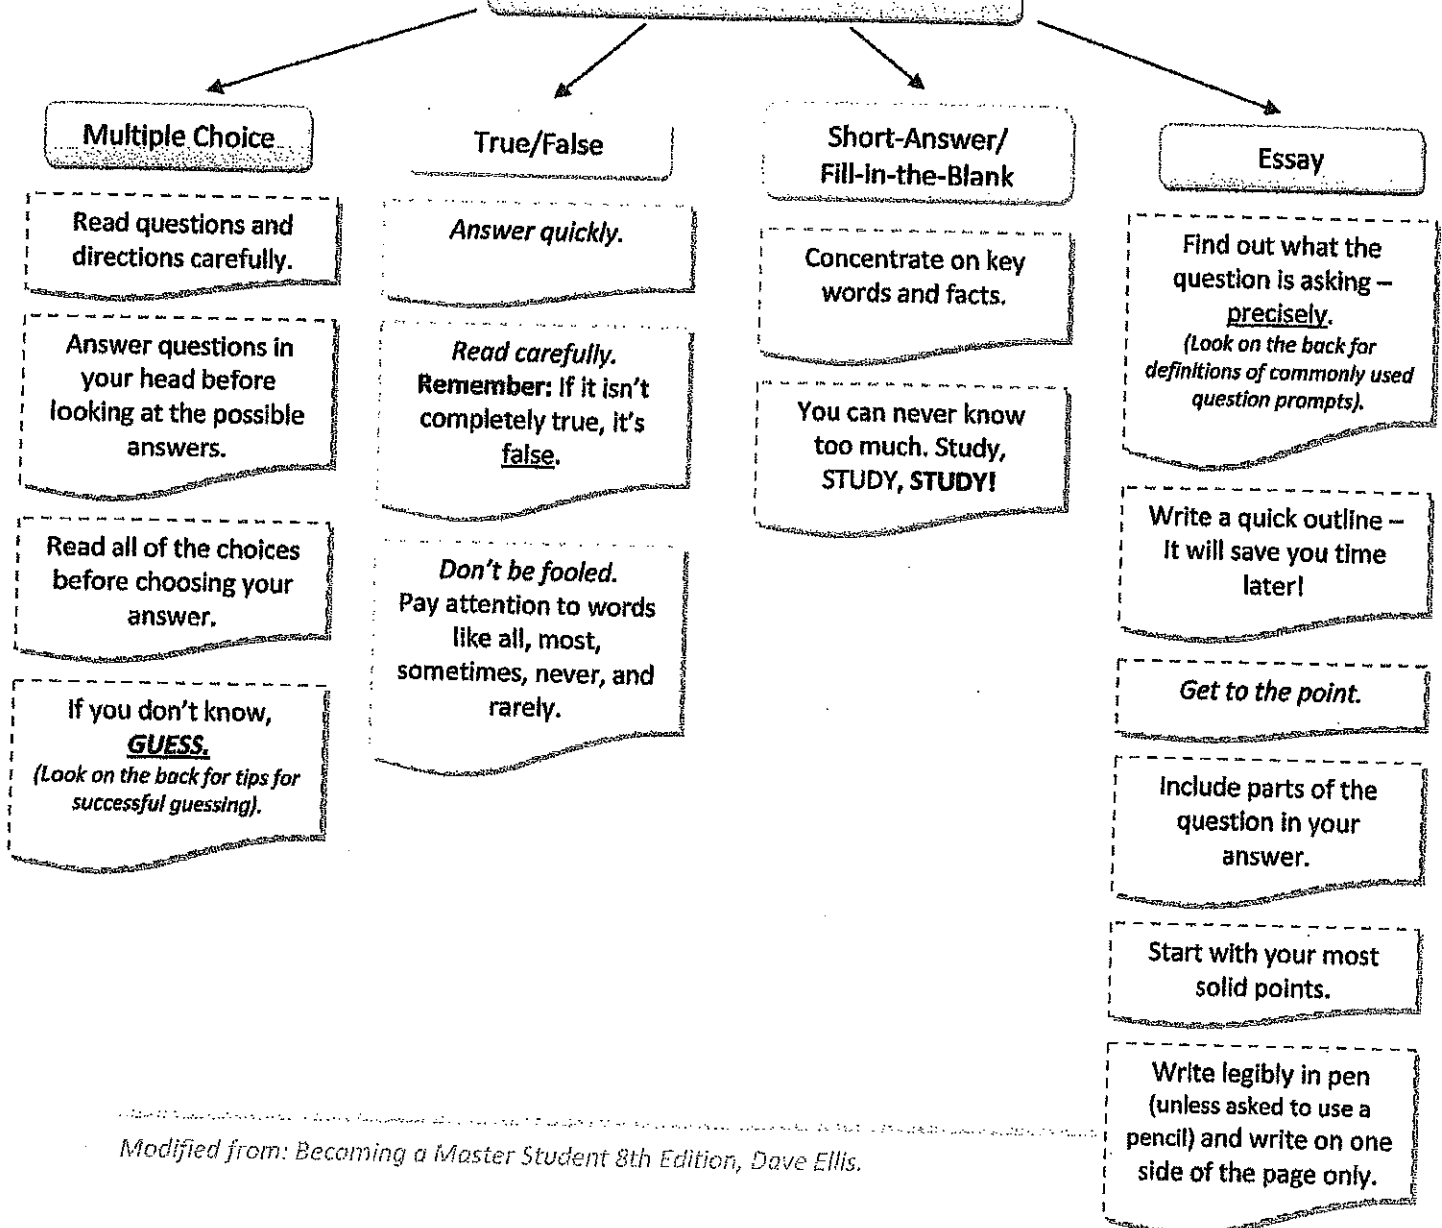 Multiple Choice
Read questions and
directions carefully.
Answer questions in
your head before
looking at the possible
answers.
Read all of the choices
before choosing your
answer.
If you don't know,
GUESS.
(Look on the back for tips for
successful guessing).
True/False
Answer quickly.
Read carefully.
Remember: If it isn't
completely true, it's
false.
Don't be fooled.
Pay attention to words
like all, most,
sometimes, never, and
rarely.
Short-Answer/
Fill-in-the-Blank
Concentrate on key
words and facts.
You can never know
too much. Study,
STUDY, STUDY!
Essay
Find out what the
question is asking –
precisely.
(Look on the back for
definitions of commonly used
question prompts).
Write a quick outline –
It will save you time
later!
Get to the point.
Include parts of the
question in your
answer.
Start with your most
solid points.
Write legibly in pen
(unless asked to use a
pencil) and write on one
side of the page only.
Modified from: Becoming a Master Student 8th Edition, Dave Ellis.